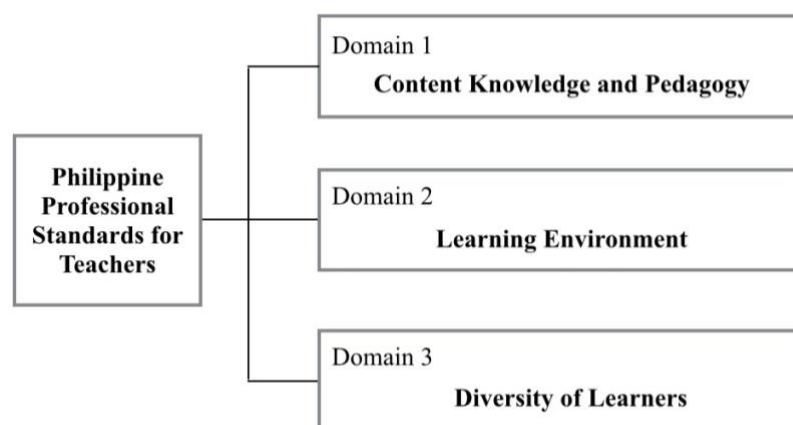 Philippine
Professional
Standards for
Teachers
Domain 1
Content Knowledge and Pedagogy
Domain 2
Learning Environment
Domain 3
Diversity of Learners